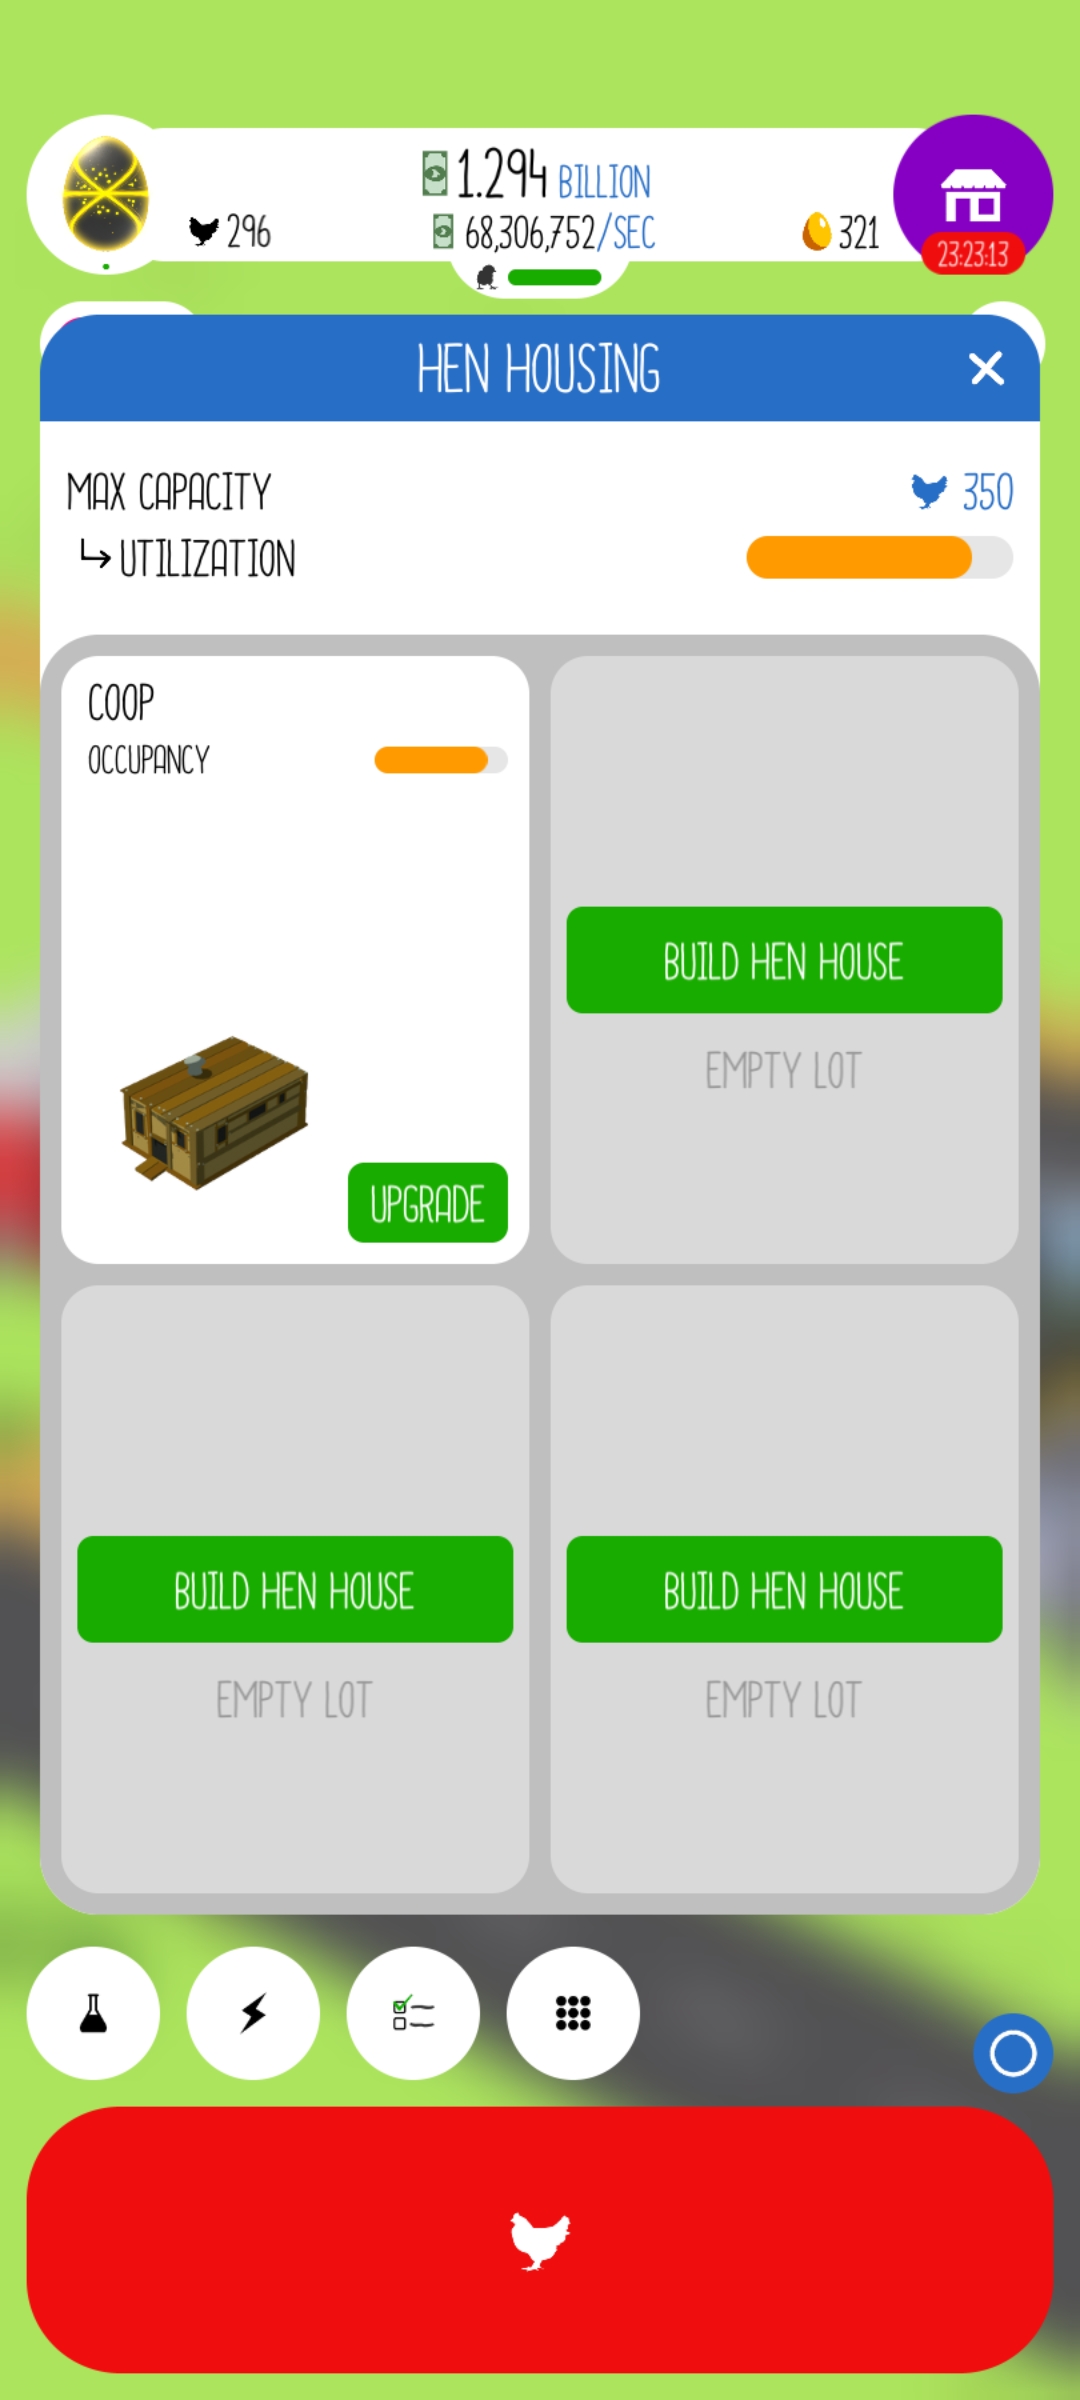 1.294 BILLION
296
68,306,752/SEC
321
23:23:13
HEN HOUSING
MAX CAPACITY
350
UTILIZATION
COOP
OCCUPANCY
UPGRADE
BUILD HEN HOUSE
EMPTY LOT
BUILD HEN HOUSE
EMPTY LOT
BUILD HEN HOUSE
EMPTY LOT